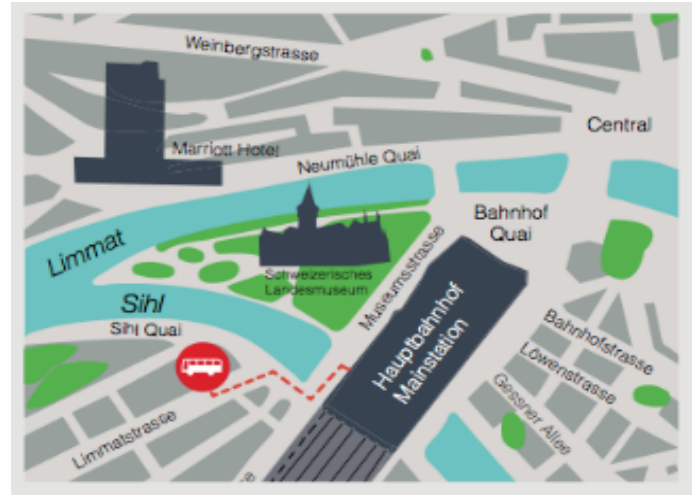 Weinbergstrasse
Central
Marriott Hotel
Neumühle Quai
Bahnhof
Quai
Limmat
Schweizerisches
Landesmuseum
Museumsstrasse
Sihl
Sihl Quai
Hauptbahnhof
Mainstation
Bahnhofstrasse
Löwenstrasse
Gessner Allee
Limmatstrasse